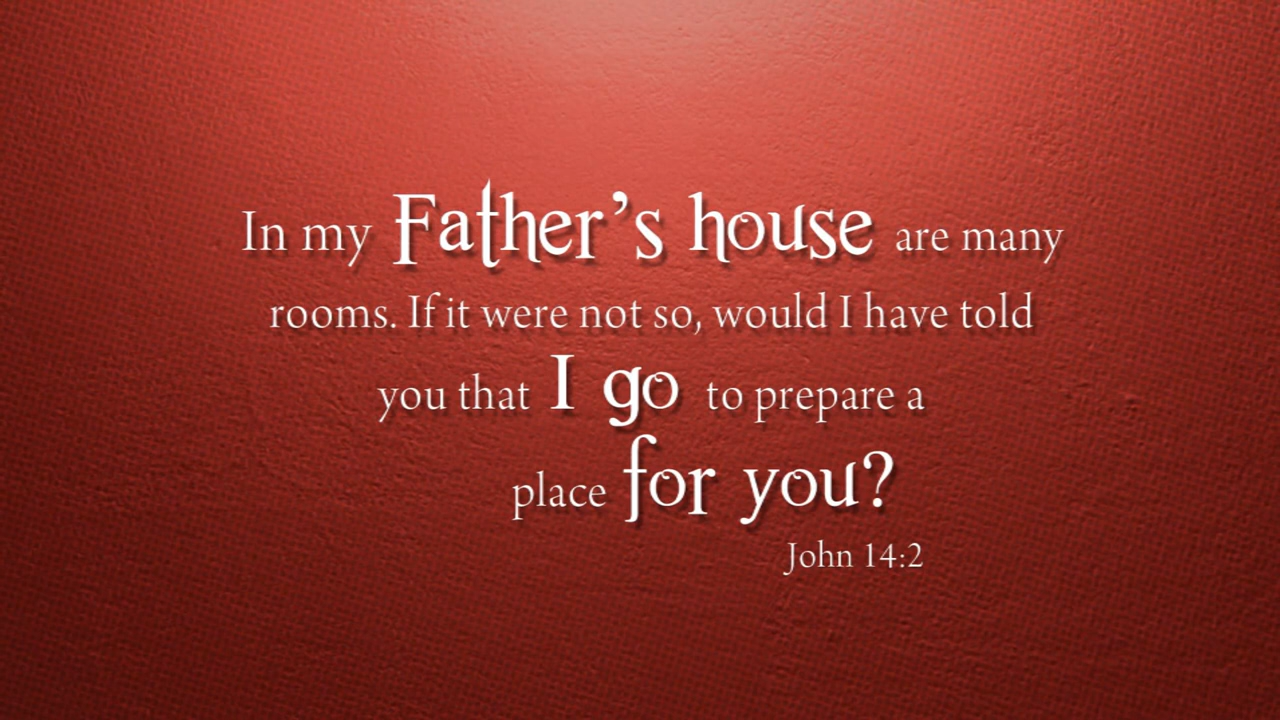 In my Father’s house are many
rooms. If it were not so, would I have told
you that I go to prepare a
place for you?
John 14:2